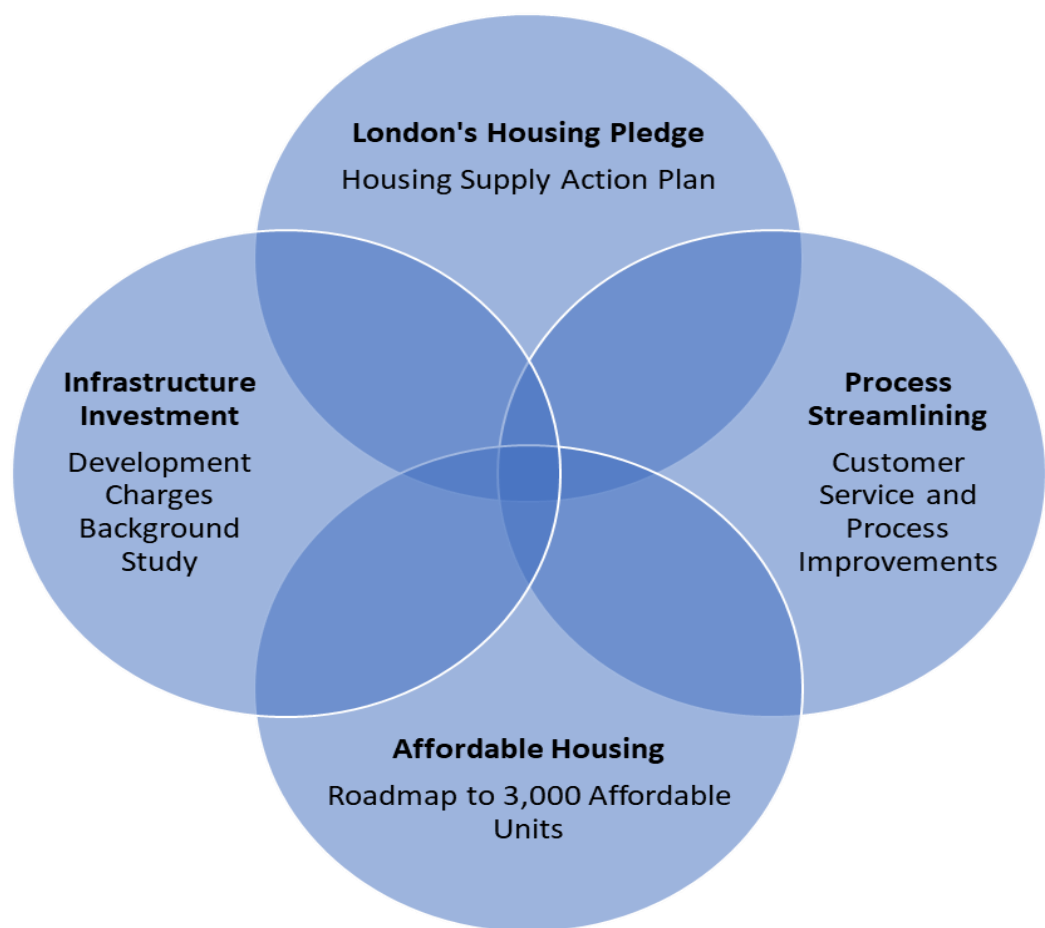 London's Housing Pledge
Housing Supply Action Plan
Infrastructure
Investment
Development
Charges
Background
Study
Process
Streamlining
Customer
Service and
Process
Improvements
Affordable Housing
Roadmap to 3,000 Affordable
Units